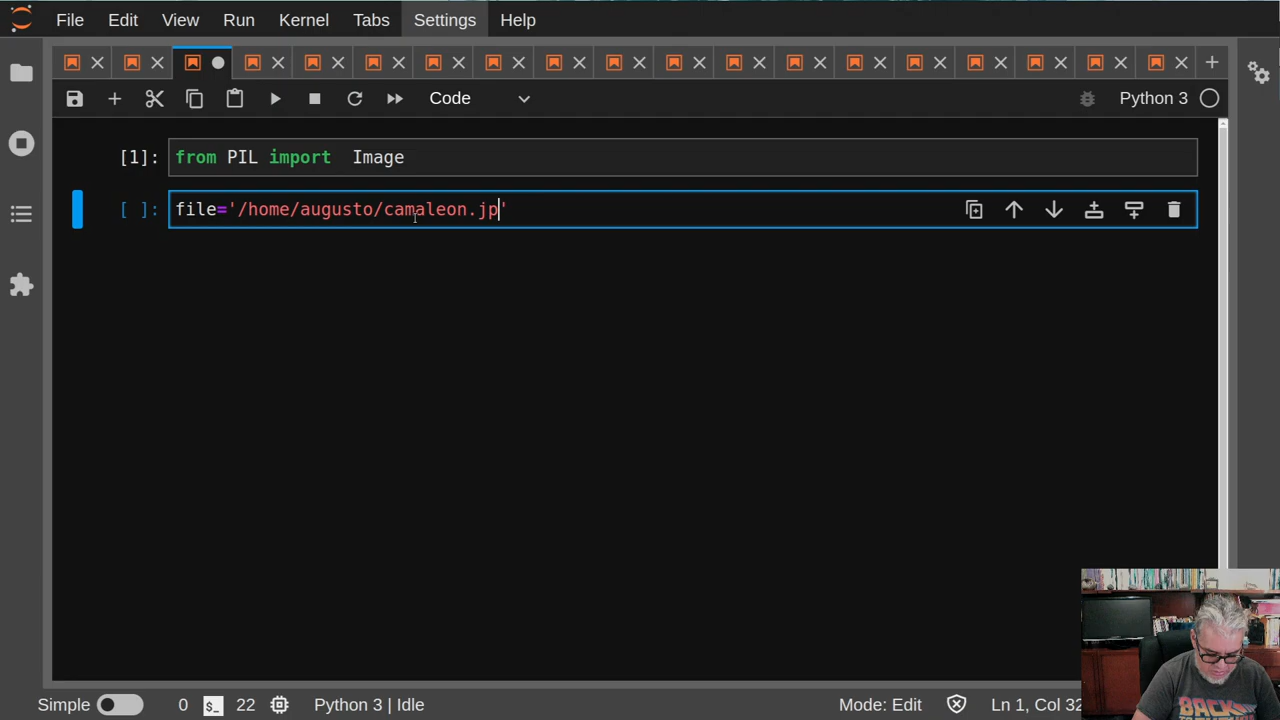 File Edit View Run Kernel Tabs Settings Help
Code Python 3
[1]: from PIL import  Image
[ ]: file='/home/augusto/camaleon.jp'
Simple 0 $_ 22 Python 3 | Idle Mode: Edit Ln 1, Col 32
BACK